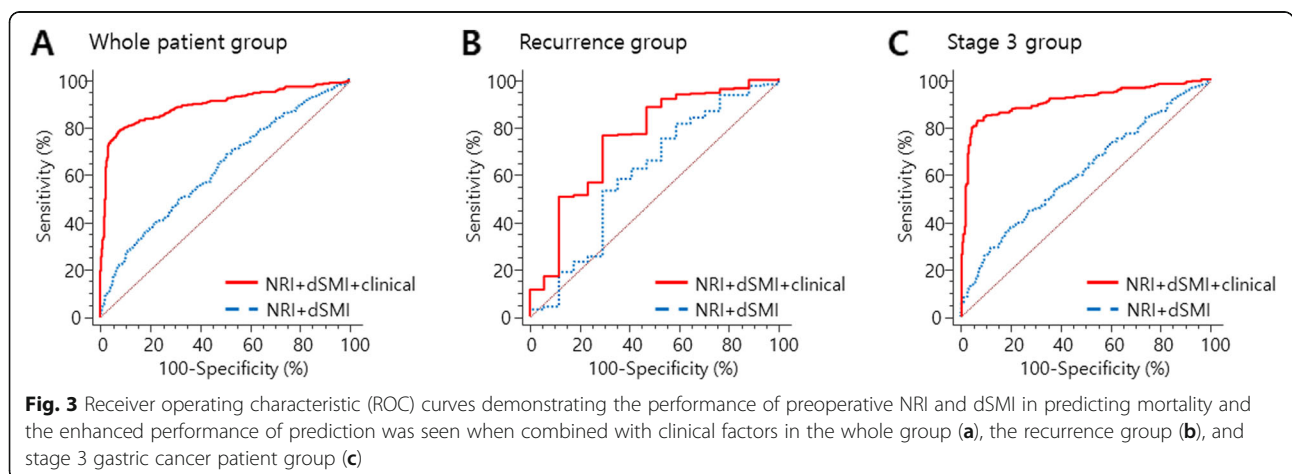 A Whole patient group
B Recurrence group
C Stage 3 group
Sensitivity (%)
100
80
60
40
20
0
NRI+dSMI+clinical
NRI+dSMI
0 20 40 60 80 100
100-Specificity (%)
Sensitivity (%)
100
80
60
40
20
0
NRI+dSMI+clinical
NRI+dSMI
0 20 40 60 80 100
100-Specificity (%)
Sensitivity (%)
100
80
60
40
20
0
NRI+dSMI+clinical
NRI+dSMI
0 20 40 60 80 100
100-Specificity (%)
Fig. 3 Receiver operating characteristic (ROC) curves demonstrating the performance of preoperative NRI and dSMI in predicting mortality and
the enhanced performance of prediction was seen when combined with clinical factors in the whole group (a), the recurrence group (b), and
stage 3 gastric cancer patient group (c)